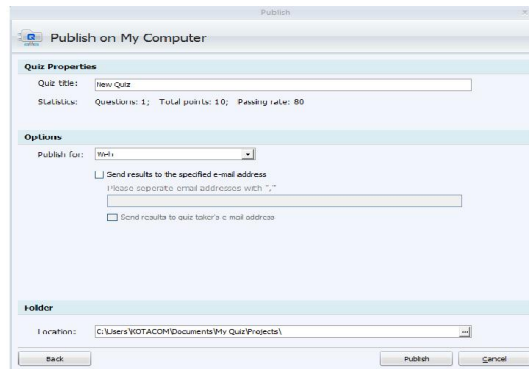 Publish
Publish on My Computer
Quiz Properties
Quiz title: New Quiz
Statistics: Questions: 1; Total points: 10; Passing rate: 80
Options
Publish for: Web
Send results to the specified e-mail address
Please seperate email addresses with ","
Send results to quiz taker's e-mail address
Folder
Location: C:\Users\KOTACOM\Documents\My Quiz\Projects\ ...
Back Publish Cancel